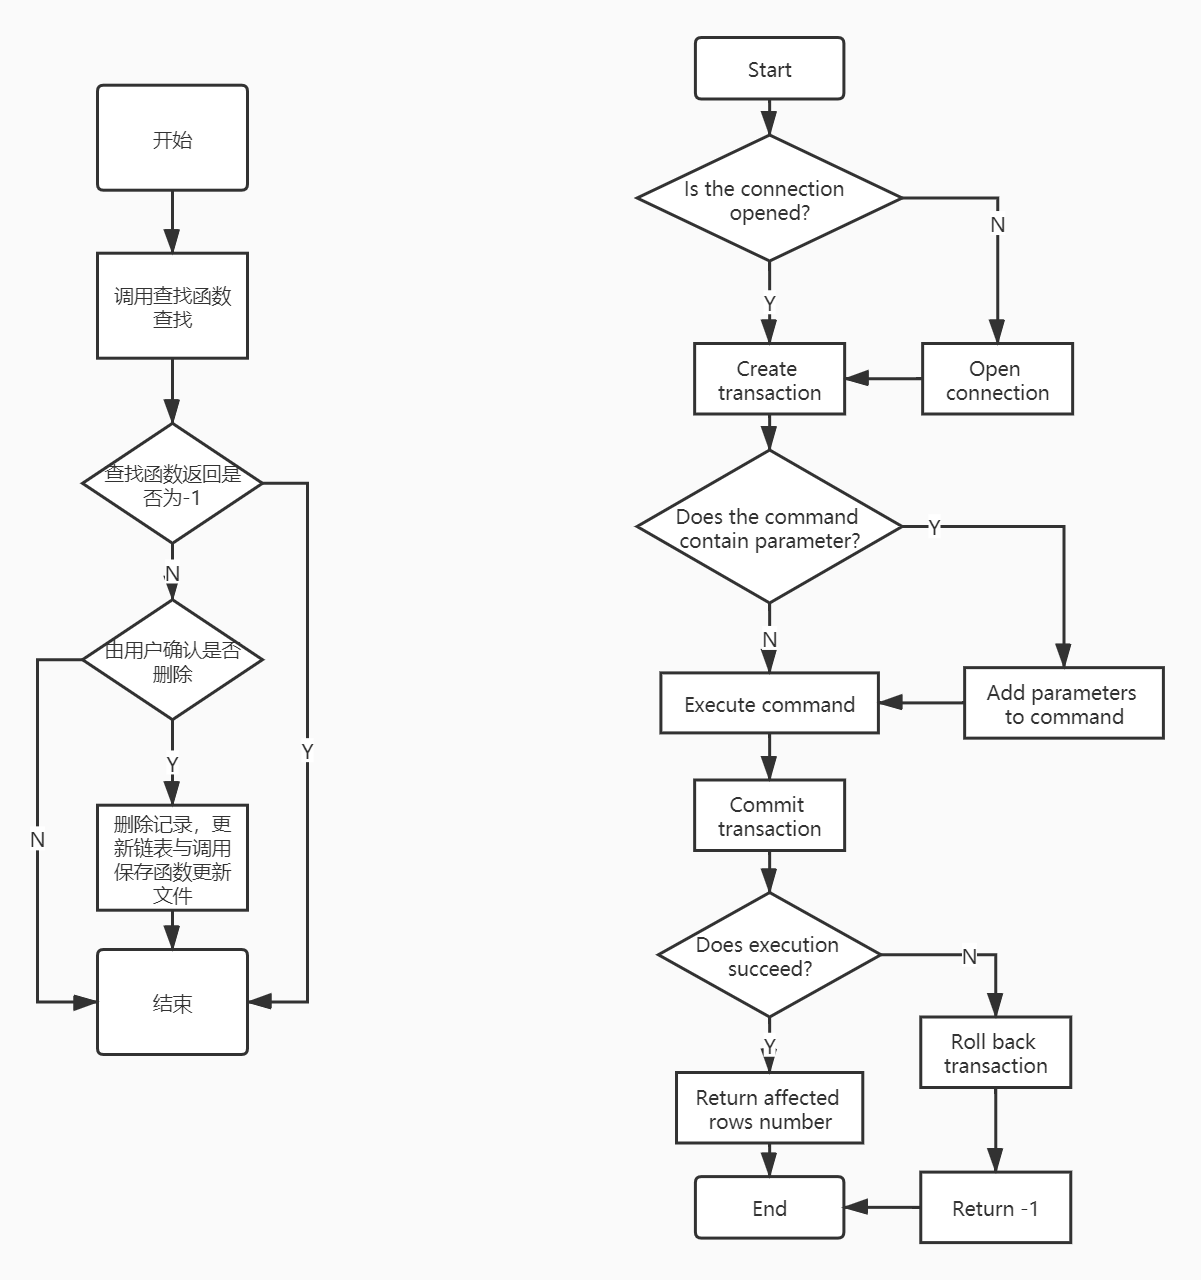 开始
调用查找函数
查找
查找函数返回是
否为-1
N
由用户确认是否
删除
Y
Y
N
删除记录，更
新链表与调用
保存函数更新
文件
结束
Start
Is the connection
opened?
N
Y
Create
transaction
Open
connection
Does the command
contain parameter?
Y
N
Execute command
Add parameters
to command
Commit
transaction
Does execution
succeed?
N
Y
Roll back
transaction
Return affected
rows number
End
Return -1